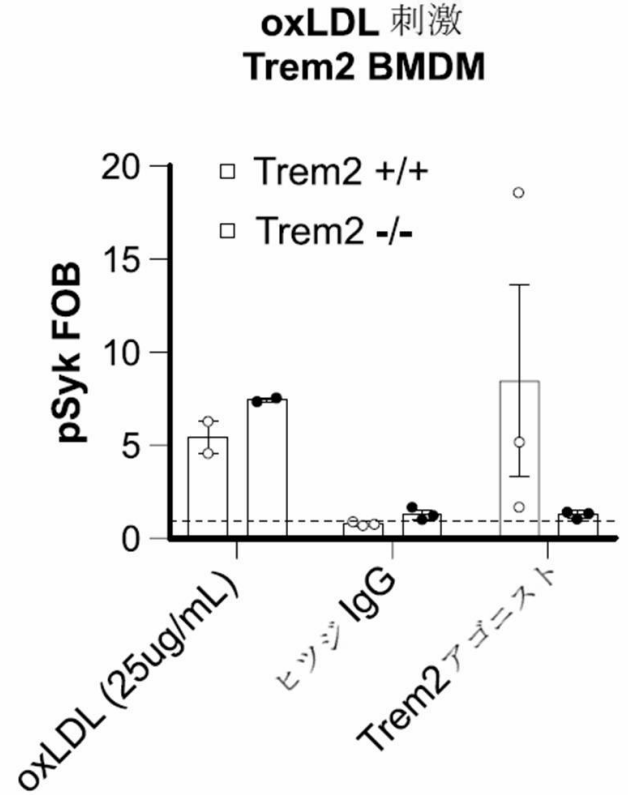 oxLDL 刺激
Trem2 BMDM
Trem2 +/+
Trem2 -/-
pSyk FOB
20
15
10
5
0
oxLDL (25ug/mL)
ヒツジ IgG
Trem2アゴニスト